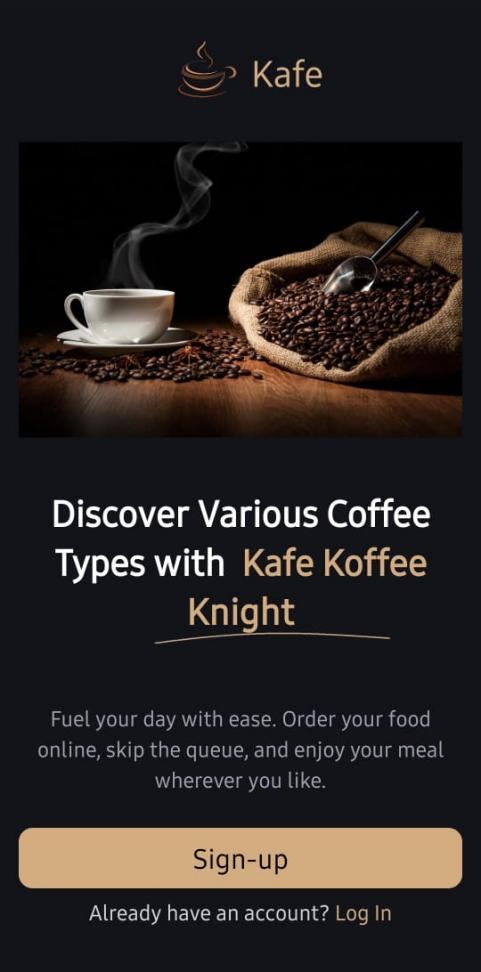 Kafe
Discover Various Coffee
Types with Kafe Koffee
Knight
Fuel your day with ease. Order your food
online, skip the queue, and enjoy your meal
wherever you like.
Sign-up
Already have an account? Log In